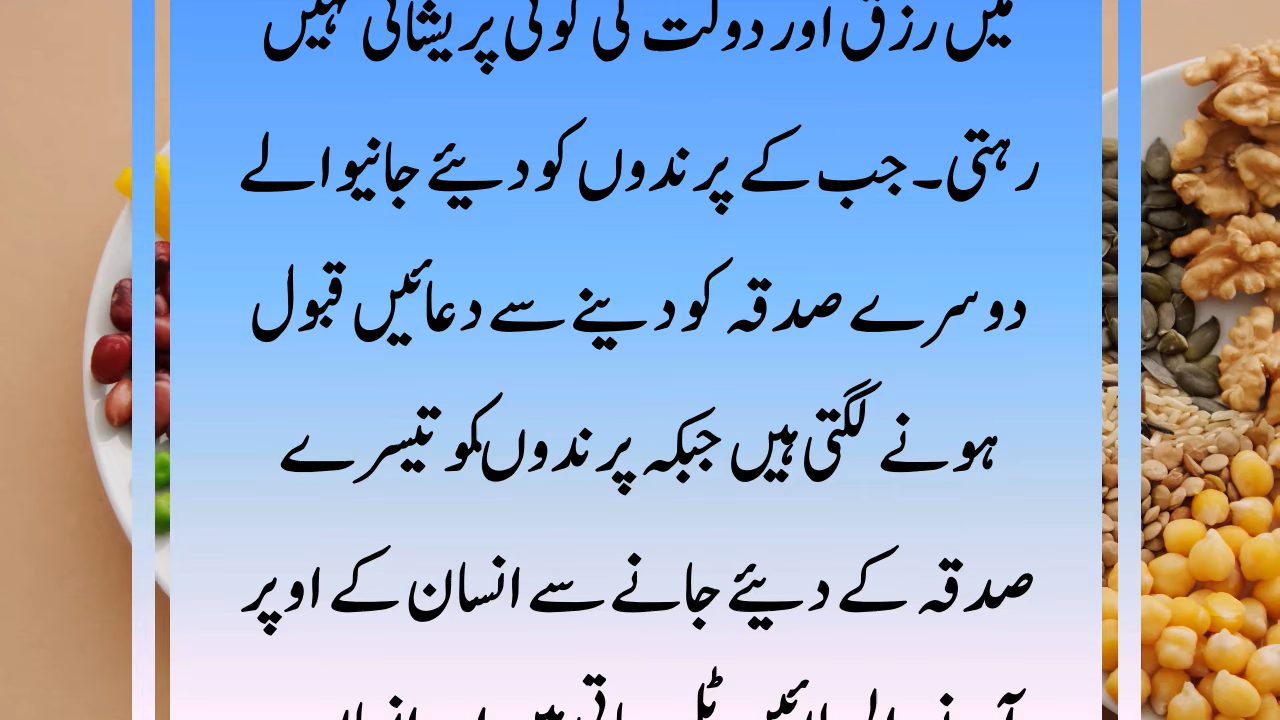 میں رزق اور دولت کی کوئی پریشانی نہیں
رہتی۔ جب کے پرندوں کو دیئے جانیوالے
دوسرے صدقہ کو دینے سے دعائیں قبول
ہونے لگتی ہیں جبکہ پرندوں کو تیسرے
صدقہ کے دیئے جانے سے انسان کے اوپر